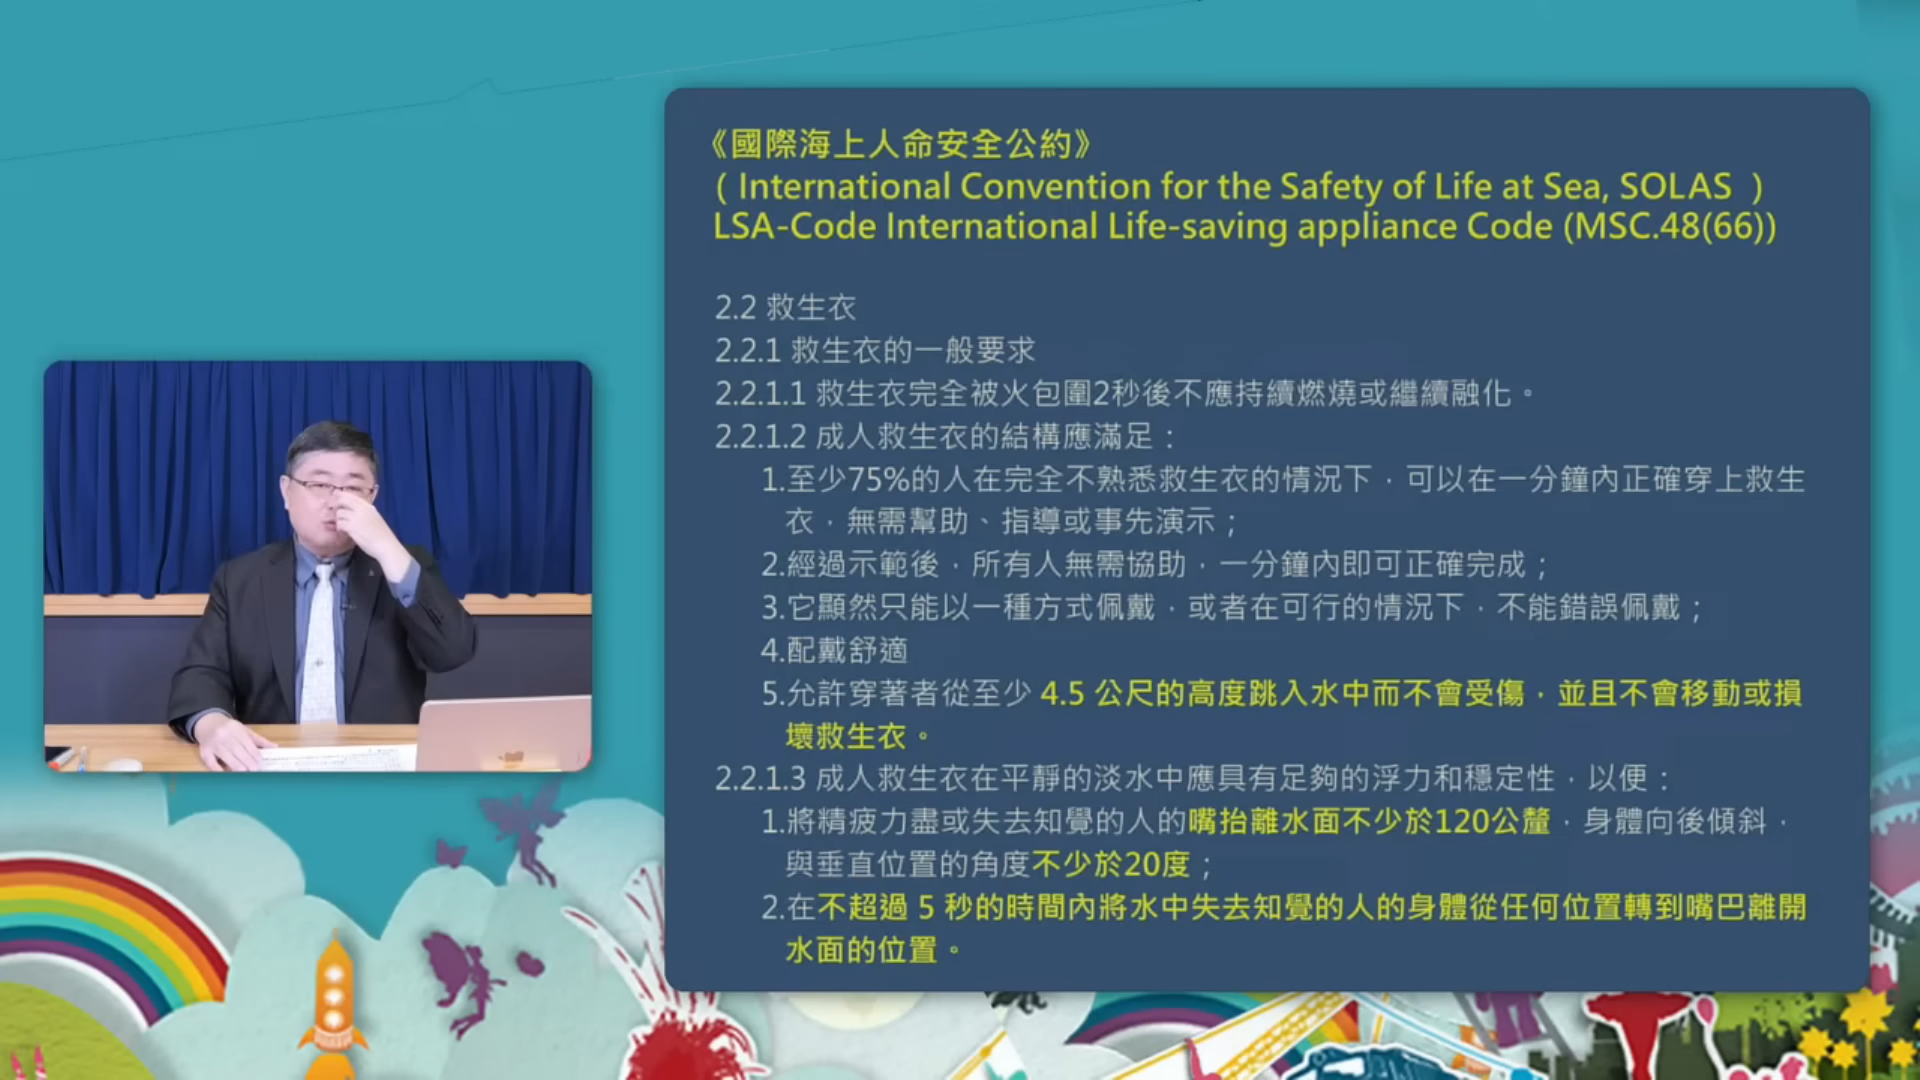 《國際海上人命安全公約》
( International Convention for the Safety of Life at Sea, SOLAS )
LSA-Code International Life-saving appliance Code (MSC.48(66))
2.2 救生衣
2.2.1 救生衣的一般要求
2.2.1.1 救生衣完全被火包圍2秒後不應持續燃燒或繼續融化。
2.2.1.2 成人救生衣的結構應滿足：
1.至少75%的人在完全不熟悉救生衣的情況下，可以在一分鐘內正確穿上救生
衣，無需幫助、指導或事先演示；
2.經過示範後，所有人無需協助，一分鐘內即可正確完成；
3.它顯然只能以一種方式佩戴，或者在可行的情況下，不能錯誤佩戴；
4.配戴舒適
5.允許穿著者從至少 4.5 公尺的高度跳入水中而不會受傷，並且不會移動或損
壞救生衣。
2.2.1.3 成人救生衣在平靜的淡水中應具有足夠的浮力和穩定性，以便：
1.將精疲力盡或失去知覺的人的嘴抬離水面不少於120公釐，身體向後傾斜，
與垂直位置的角度不少於20度；
2.在不超過 5 秒的時間內將水中失去知覺的人的身體從任何位置轉到嘴巴離開
水面的位置。